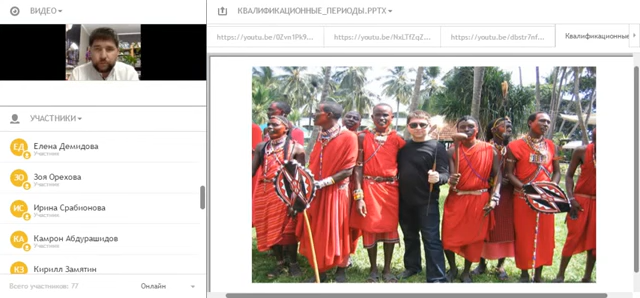 ВИДЕО
КВАЛИФИКАЦИОННЫЕ_ПЕРИОДЫ.PPTX
https://youtu.be/0Zvn1Pk9...
https://youtu.be/NxLTfZqZ...
https://youtu.be/dbstr7nf...
Квалификационные
УЧАСТНИКИ
ЕД
Елена Демидова
Участник
ЗО
Зоя Орехова
Участник
ИС
Ирина Срабионова
Участник
КА
Камрон Абдурашидов
Участник
КЗ
Кирилл Замятин
Всего участников: 77
Онлайн